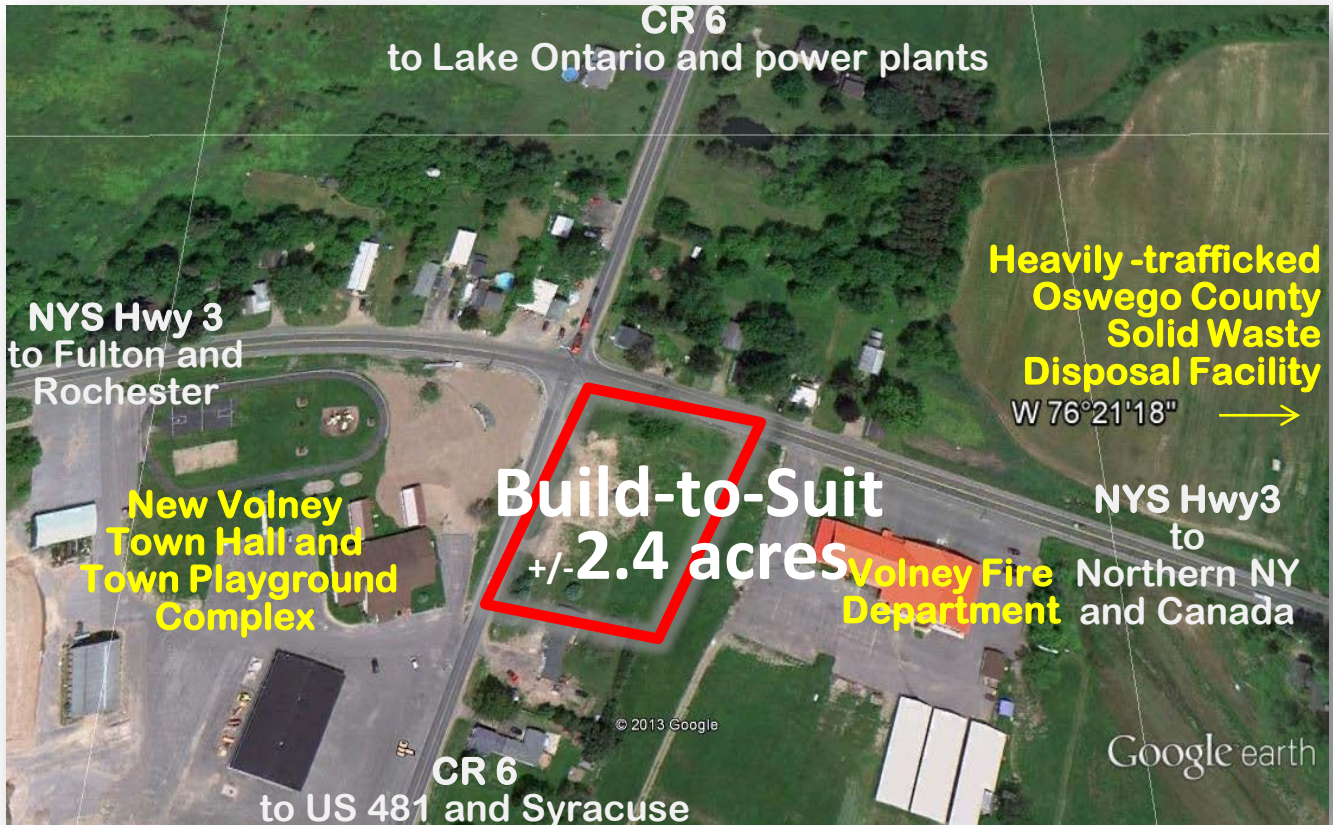 CR 6
to Lake Ontario and power plants
Heavily -trafficked
Oswego County
Solid Waste
Disposal Facility
W 76°21'18"
NYS Hwy 3
to Fulton and
Rochester
Build-to-Suit
+/-2.4 acres
New Volney
Town Hall and
Town Playground
Complex
Volney Fire
Department
NYS Hwy3
to
Northern NY
and Canada
© 2013 Google
Google earth
CR 6
to US 481 and Syracuse